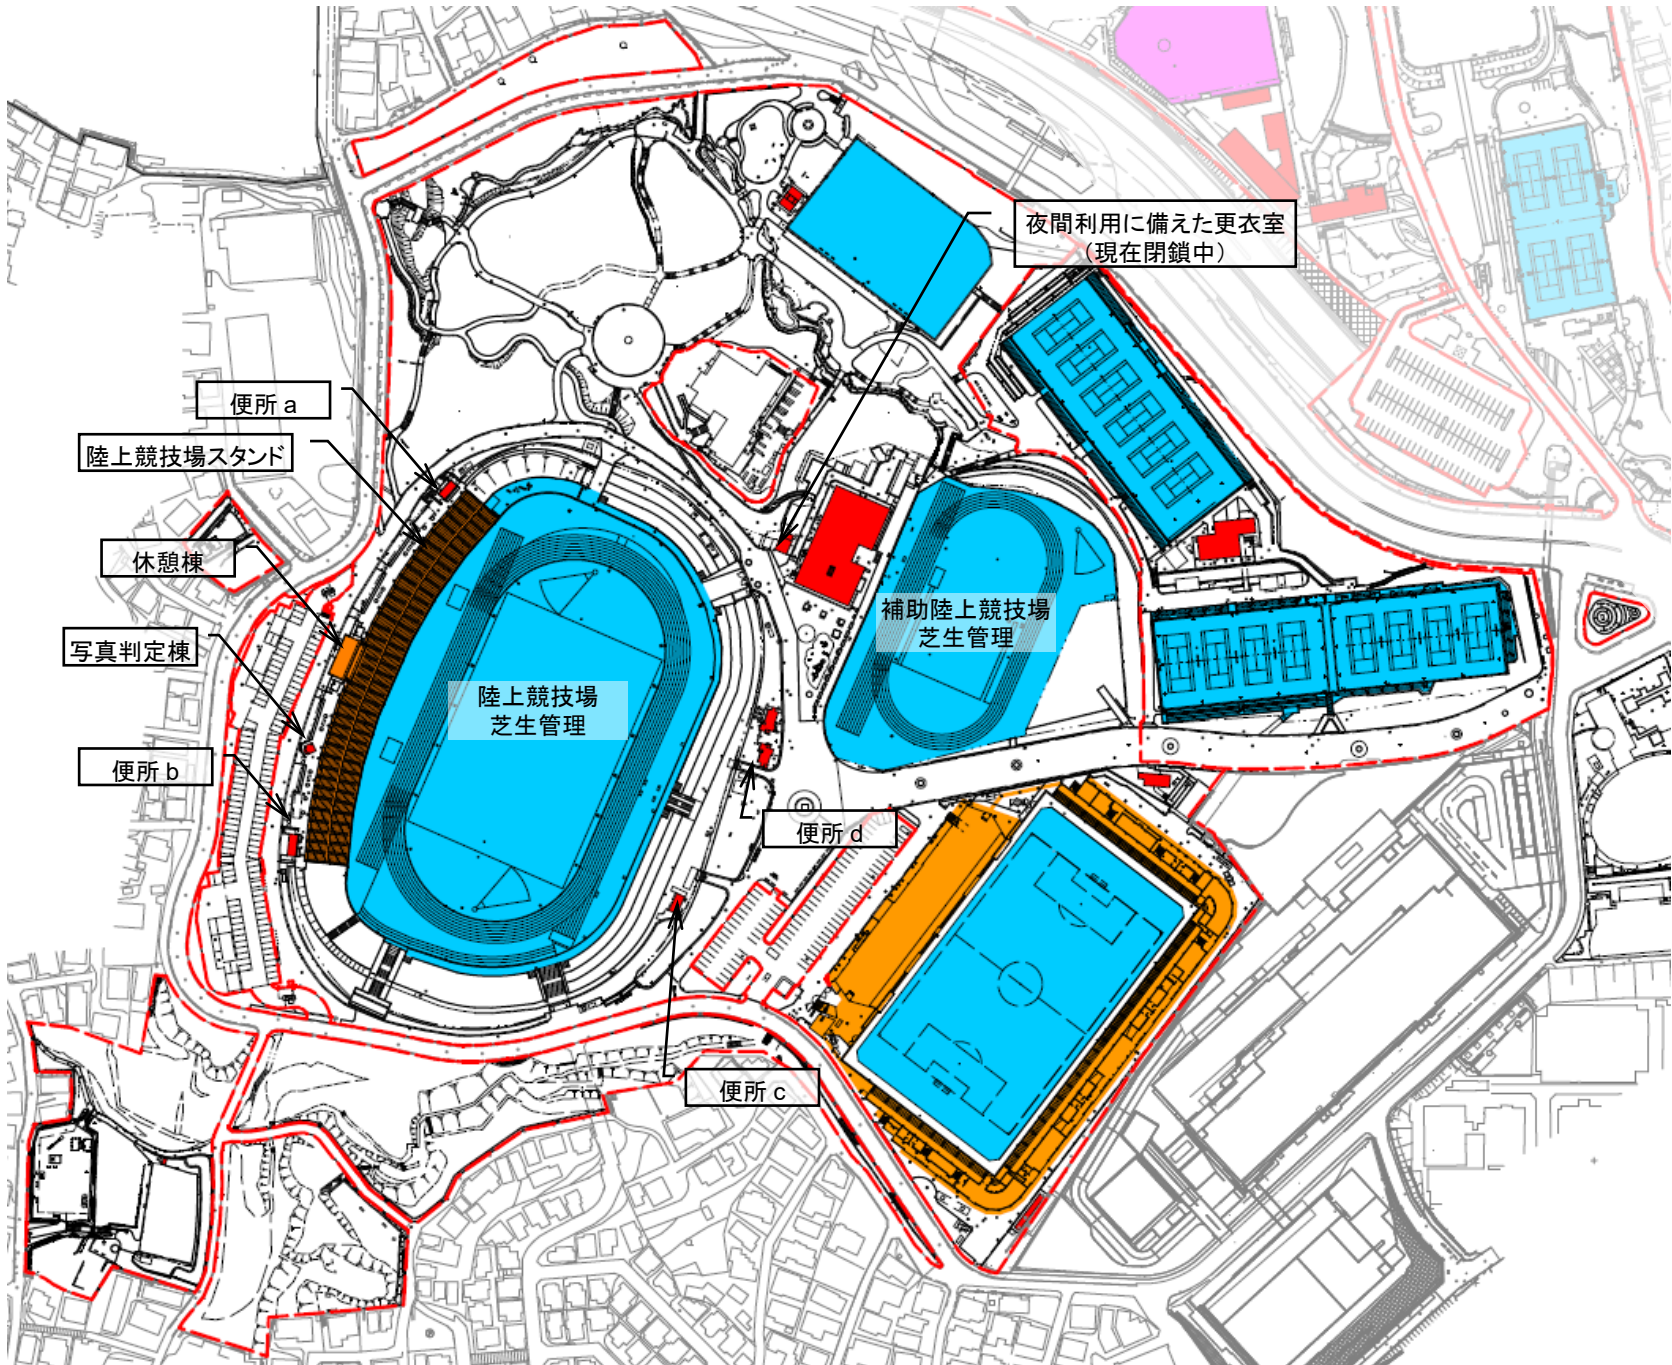 夜間利用に備えた更衣室
（現在閉鎖中）
便所 a
陸上競技場スタンド
休憩棟
写真判定棟
便所 b
陸上競技場
芝生管理
補助陸上競技場
芝生管理
便所 d
便所 c